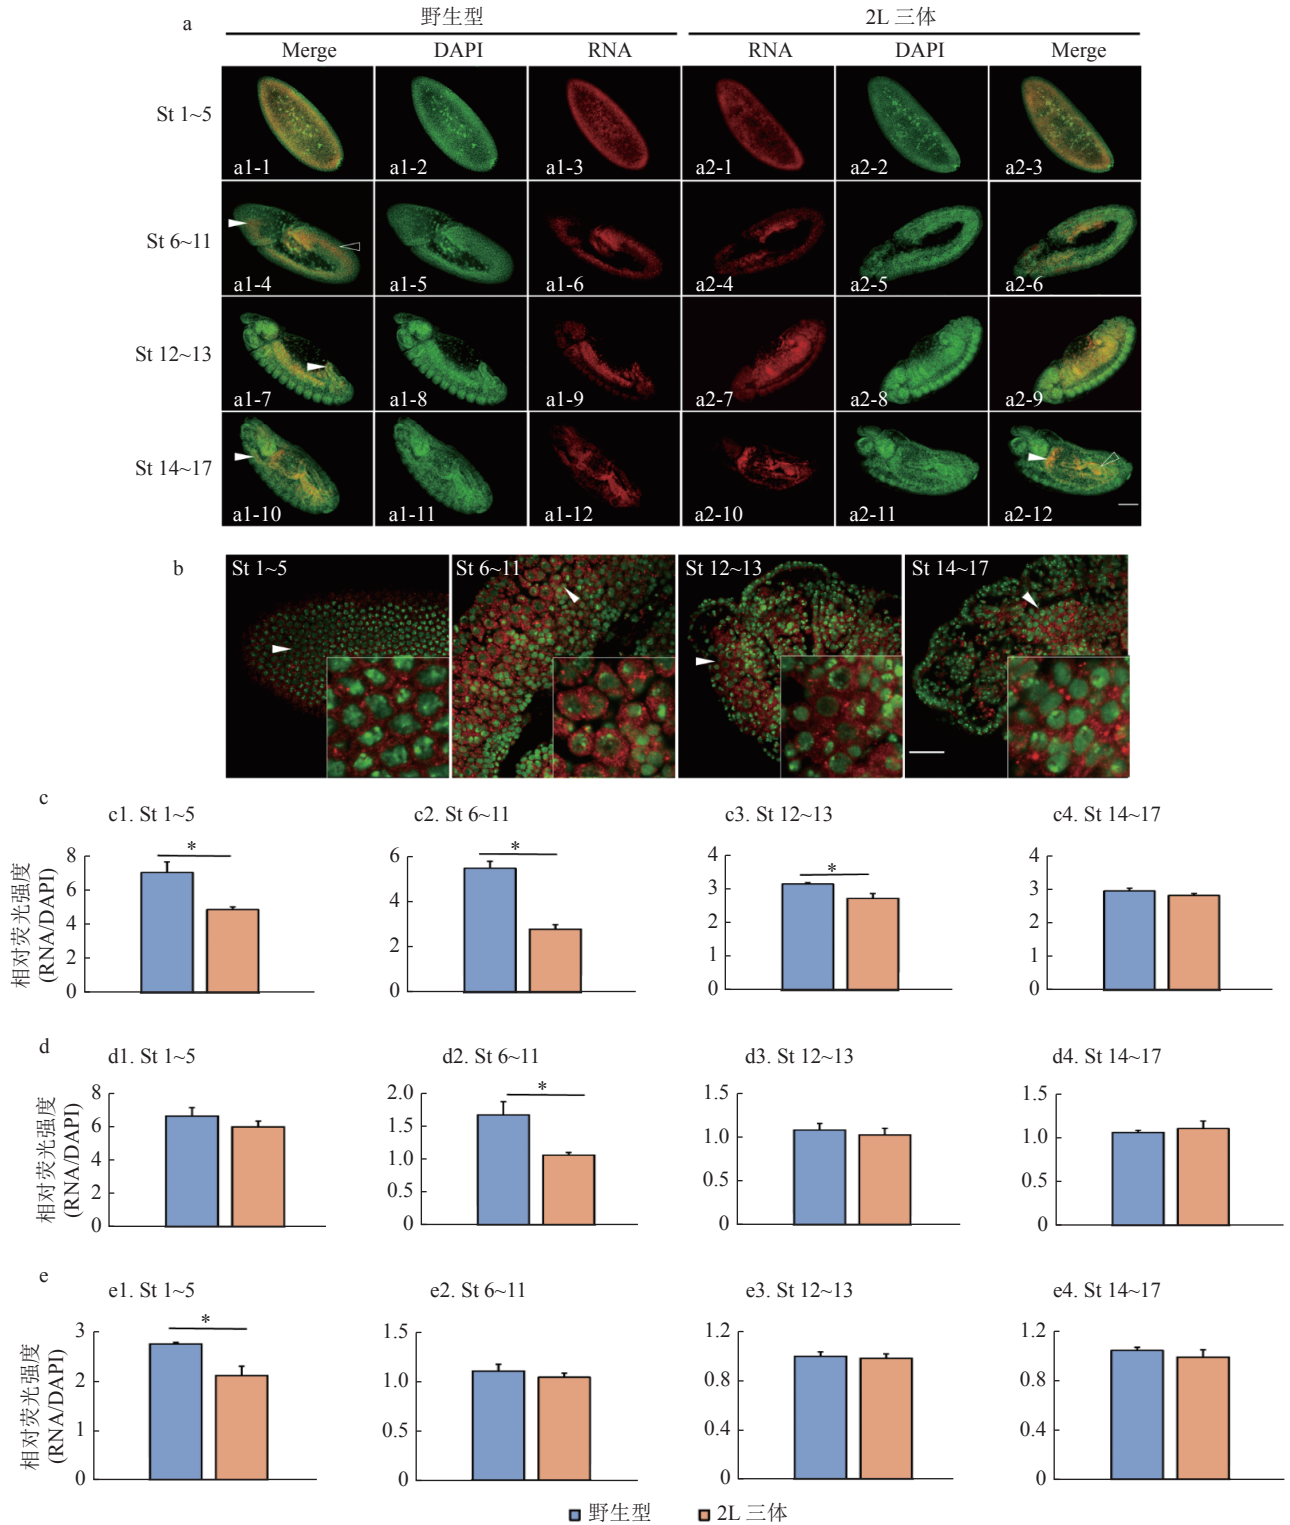 a
野生型 2L 三体
Merge DAPI RNA RNA DAPI Merge
St 1~5
a1-1 a1-2 a1-3 a2-1 a2-2 a2-3
St 6~11
a1-4 a1-5 a1-6 a2-4 a2-5 a2-6
St 12~13
a1-7 a1-8 a1-9 a2-7 a2-8 a2-9
St 14~17
a1-10 a1-11 a1-12 a2-10 a2-11 a2-12
b
St 1~5 St 6~11 St 12~13 St 14~17
c
c1. St 1~5 c2. St 6~11 c3. St 12~13 c4. St 14~17
相对荧光强度
(RNA/DAPI)
8 6 4 2 0
*
6 4 2 0
*
4 3 2 1 0
*
4 3 2 1 0
d
d1. St 1~5 d2. St 6~11 d3. St 12~13 d4. St 14~17
相对荧光强度
(RNA/DAPI)
8 6 4 2 0
2.0 1.5 1.0 0.5 0
*
1.5 1.0 0.5 0
1.5 1.0 0.5 0
e
e1. St 1~5 e2. St 6~11 e3. St 12~13 e4. St 14~17
相对荧光强度
(RNA/DAPI)
3 2 1 0
*
1.5 1.0 0.5 0
1.2 0.8 0.4 0
1.2 0.8 0.4 0
野生型 2L 三体